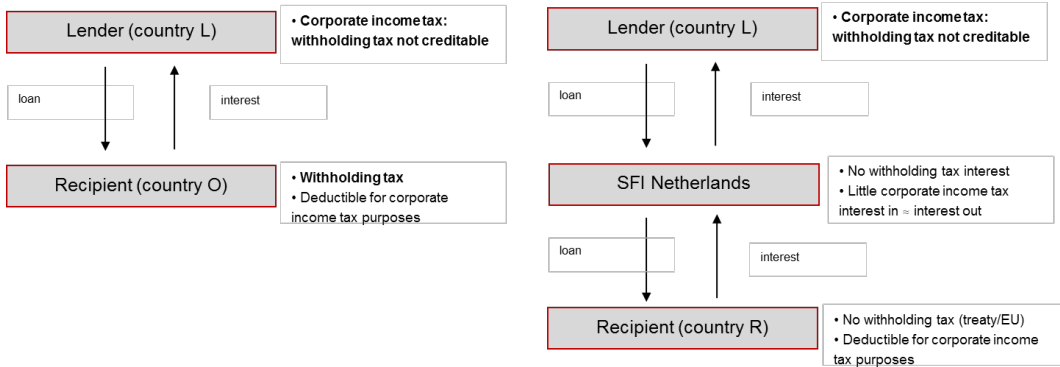 Lender (country L)
• Corporate income tax:
withholding tax not creditable
loan
interest
Recipient (country O)
• Withholding tax
• Deductible for corporate
income tax purposes
Lender (country L)
• Corporate income tax:
withholding tax not creditable
loan
interest
SFI Netherlands
• No withholding tax interest
• Little corporate income tax
interest in ≈ interest out
loan
interest
Recipient (country R)
• No withholding tax (treaty/EU)
• Deductible for corporate income
tax purposes